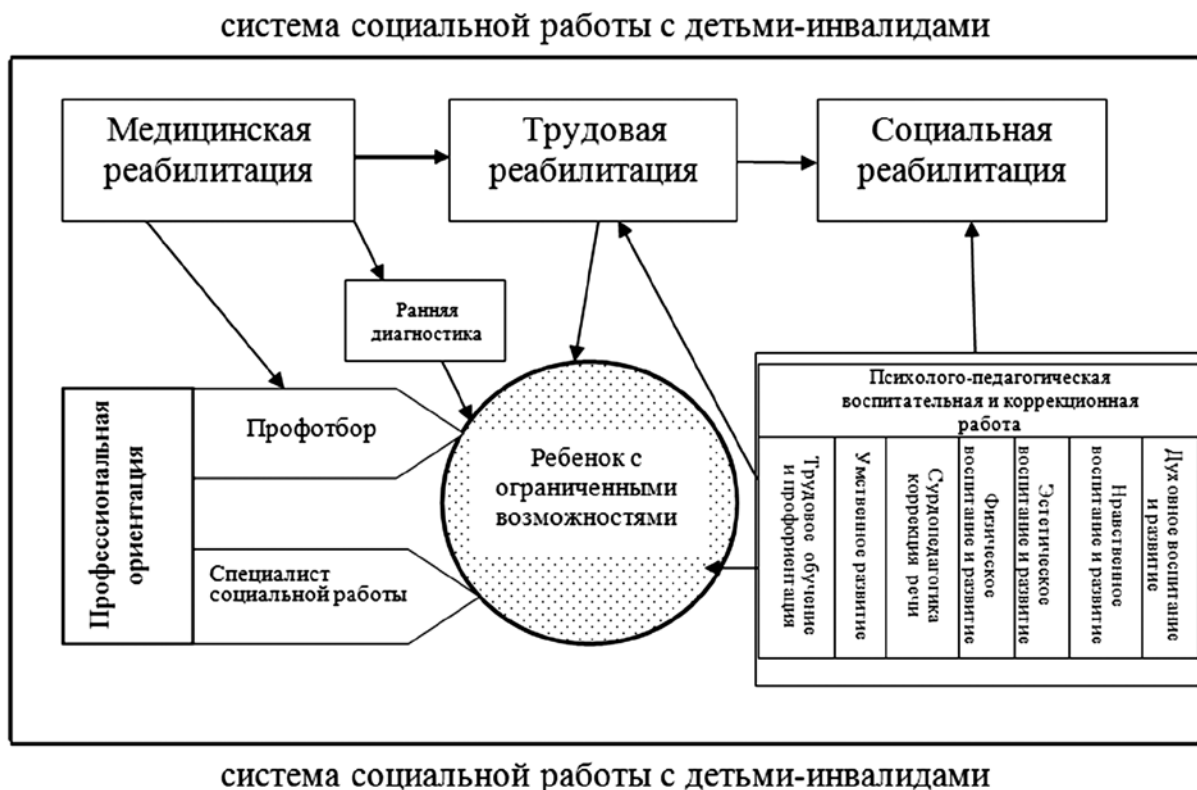 система социальной работы с детьми-инвалидами
Медицинская
реабилитация
Трудовая
реабилитация
Социальная
реабилитация
Ранняя
диагностика
Профессиональная
ориентация
Профотбор
Специалист
социальной работы
Ребенок с
ограниченными
возможностями
Психолого-педагогическая
воспитательная и коррекционная
работа
Трудовое обучение
и проффриентация
Умственное развитие
Сурдопедагогика
коррекция речи
Физическое
воспитание и развитие
Эстетическое
воспитание и развитие
Нравственное
воспитание и развитие
Духовное воспитание
и развитие
система социальной работы с детьми-инвалидами